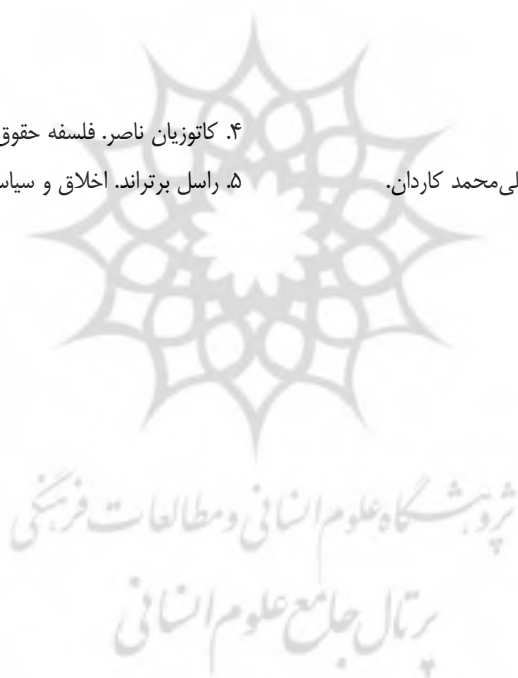 ۴. کاتوزیان ناصر. فلسفه حقوق
۵. راسل برتراند. اخلاق و سیاس
لی‌محمد کاردان.
پژوهشگاه علوم انسانی و مطالعات فرهنگی
پرتال جامع علوم انسانی